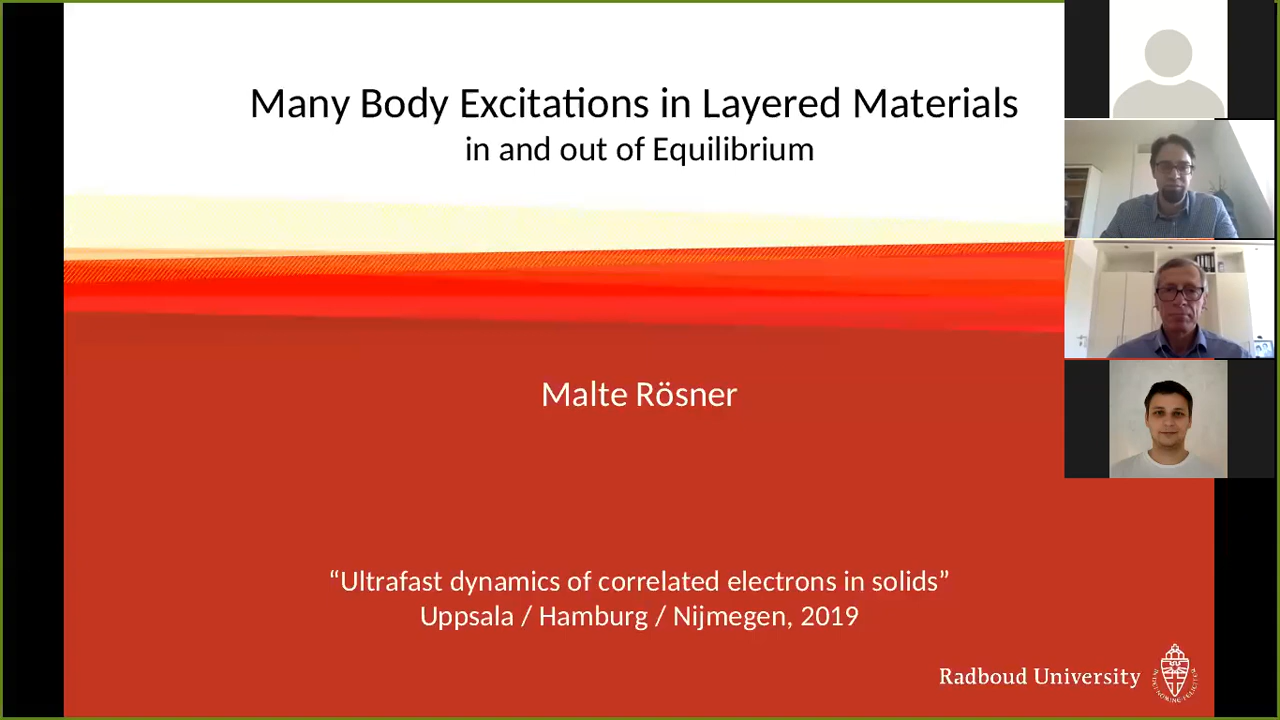 Many Body Excitations in Layered Materials
in and out of Equilibrium
Malte Rösner
“Ultrafast dynamics of correlated electrons in solids”
Uppsala / Hamburg / Nijmegen, 2019
Radboud University